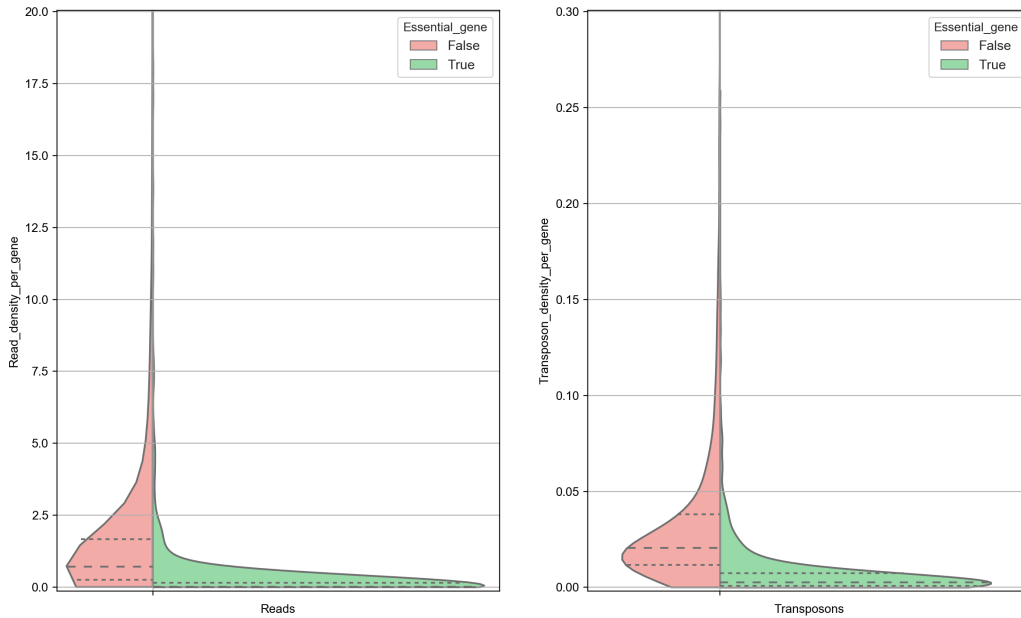 Read_density_per_gene
20.0
17.5
15.0
12.5
10.0
7.5
5.0
2.5
0.0
Essential_gene
False
True
Reads
Transposon_density_per_gene
0.30
0.25
0.20
0.15
0.10
0.05
0.00
Essential_gene
False
True
Transposons